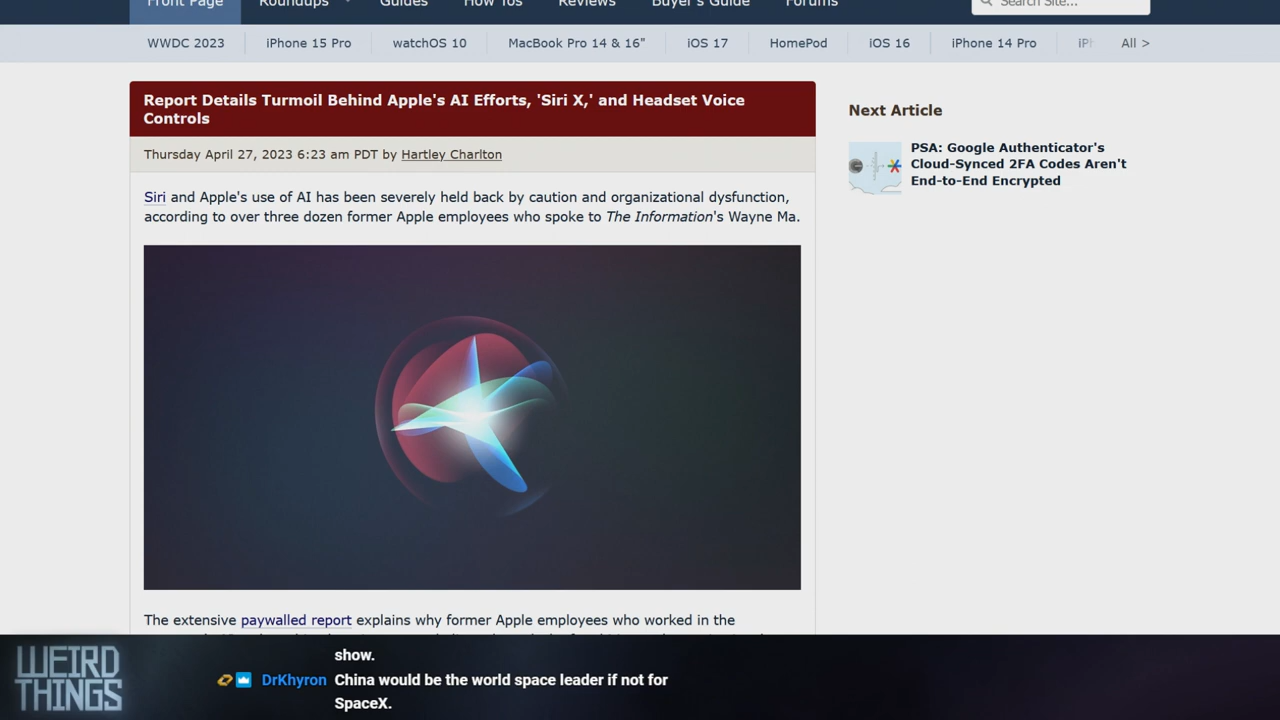 Front Page Roundups Guides How Tos Reviews Buyer's Guide Forums Search Site...
WWDC 2023 iPhone 15 Pro watchOS 10 MacBook Pro 14 & 16" iOS 17 HomePod iOS 16 iPhone 14 Pro All >
Report Details Turmoil Behind Apple's AI Efforts, 'Siri X,' and Headset Voice
Controls
Thursday April 27, 2023 6:23 am PDT by Hartley Charlton
Siri and Apple's use of AI has been severely held back by caution and organizational dysfunction,
according to over three dozen former Apple employees who spoke to The Information's Wayne Ma.
Next Article
PSA: Google Authenticator's
Cloud-Synced 2FA Codes Aren't
End-to-End Encrypted
The extensive paywalled report explains why former Apple employees who worked in the
WEIRD
THINGS
show.
DrKhyron China would be the world space leader if not for
SpaceX.